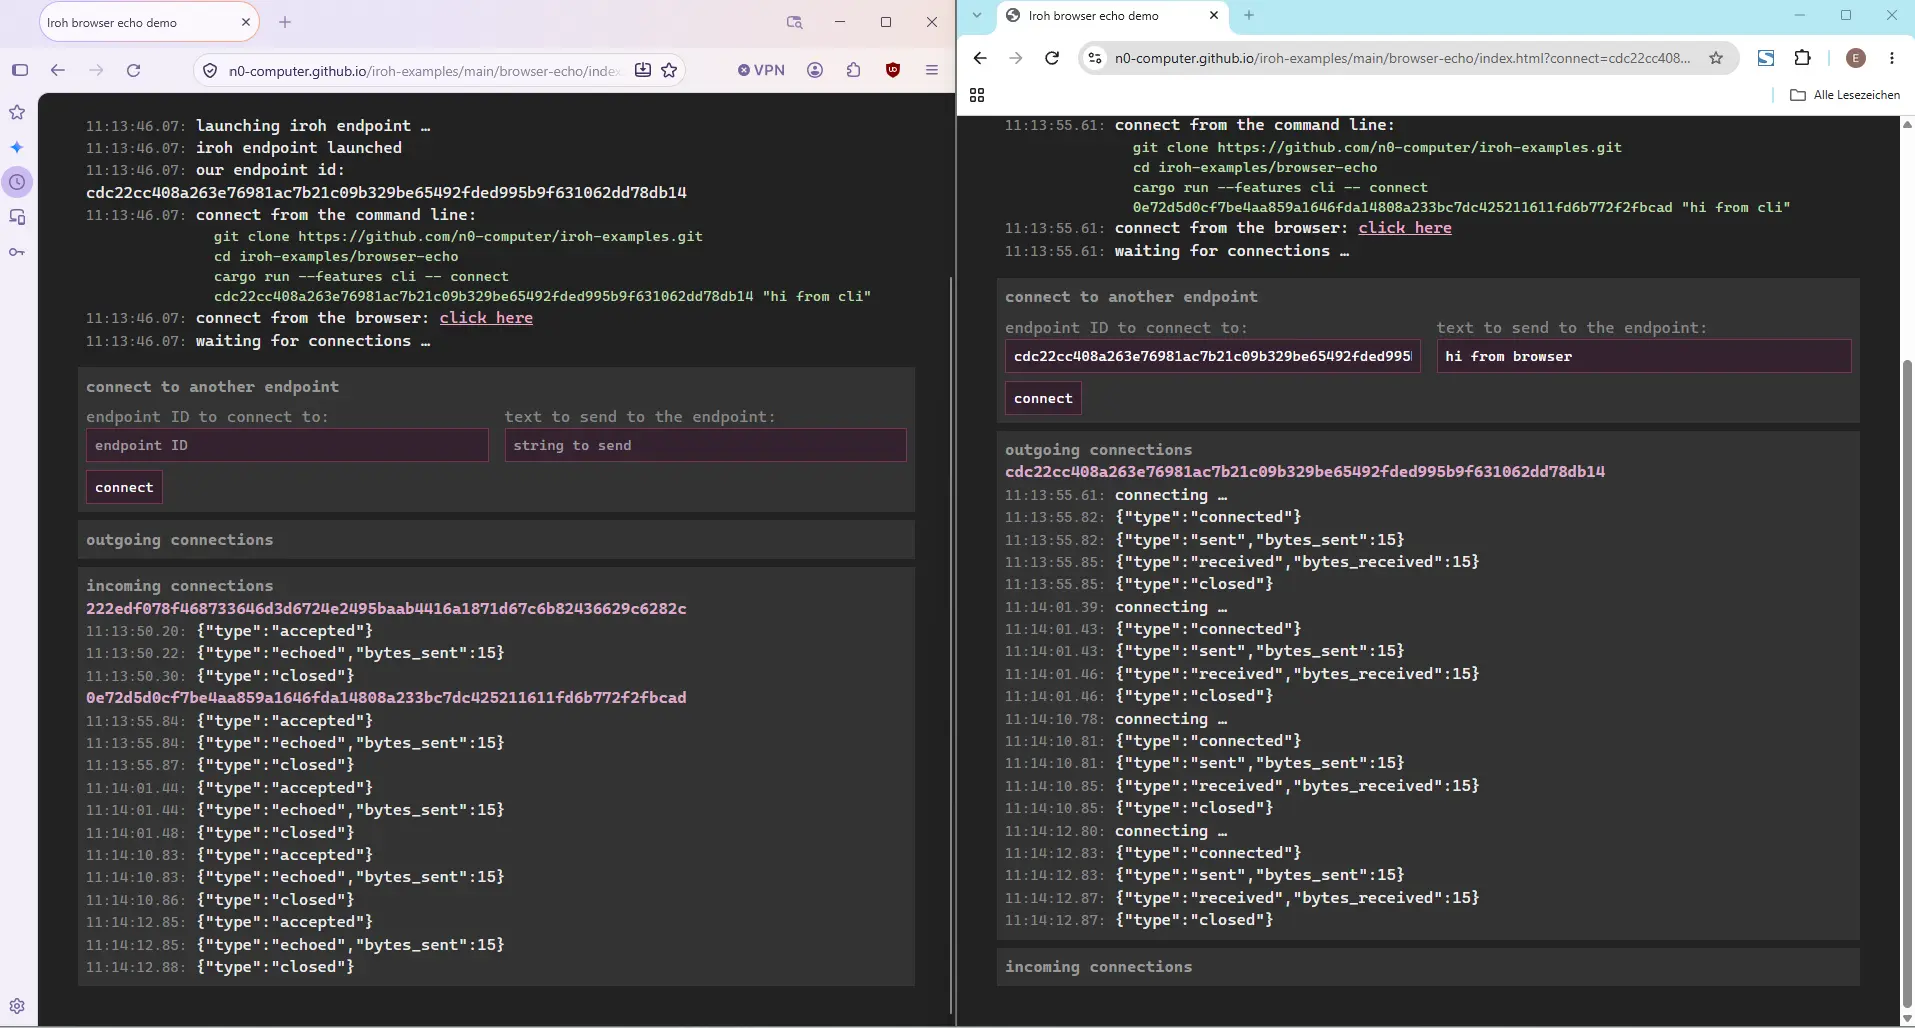 Iroh browser echo demo
n0-computer.github.io/iroh-examples/main/browser-echo/index
VPN
11:13:46.07: launching iroh endpoint …
11:13:46.07: iroh endpoint launched
11:13:46.07: our endpoint id:
cdc22cc408a263e76981ac7b21c09b329be65492fded995b9f631062dd78db14
11:13:46.07: connect from the command line:
git clone https://github.com/n0-computer/iroh-examples.git
cd iroh-examples/browser-echo
cargo run --features cli -- connect
cdc22cc408a263e76981ac7b21c09b329be65492fded995b9f631062dd78db14 "hi from cli"
11:13:46.07: connect from the browser: click here
11:13:46.07: waiting for connections …
connect to another endpoint
endpoint ID to connect to: text to send to the endpoint:
endpoint ID string to send
connect
outgoing connections
incoming connections
222edf078f468733646d3d6724e2495baab4416a1871d67c6b82436629c6282c
11:13:50.20: {"type":"accepted"}
11:13:50.22: {"type":"echoed","bytes_sent":15}
11:13:50.30: {"type":"closed"}
0e72d5d0cf7be4aa859a1646fda14808a233bc7dc425211611fd6b772f2fbcad
11:13:55.84: {"type":"accepted"}
11:13:55.84: {"type":"echoed","bytes_sent":15}
11:13:55.87: {"type":"closed"}
11:14:01.44: {"type":"accepted"}
11:14:01.44: {"type":"echoed","bytes_sent":15}
11:14:01.48: {"type":"closed"}
11:14:10.83: {"type":"accepted"}
11:14:10.83: {"type":"echoed","bytes_sent":15}
11:14:10.86: {"type":"closed"}
11:14:12.85: {"type":"accepted"}
11:14:12.85: {"type":"echoed","bytes_sent":15}
11:14:12.88: {"type":"closed"}
Iroh browser echo demo
n0-computer.github.io/iroh-examples/main/browser-echo/index.html?connect=cdc22cc408...
E
Alle Lesezeichen
11:13:55.61: connect from the command line:
git clone https://github.com/n0-computer/iroh-examples.git
cd iroh-examples/browser-echo
cargo run --features cli -- connect
0e72d5d0cf7be4aa859a1646fda14808a233bc7dc425211611fd6b772f2fbcad "hi from cli"
11:13:55.61: connect from the browser: click here
11:13:55.61: waiting for connections …
connect to another endpoint
endpoint ID to connect to: text to send to the endpoint:
cdc22cc408a263e76981ac7b21c09b329be65492fded995 hi from browser
connect
outgoing connections
cdc22cc408a263e76981ac7b21c09b329be65492fded995b9f631062dd78db14
11:13:55.61: connecting …
11:13:55.82: {"type":"connected"}
11:13:55.82: {"type":"sent","bytes_sent":15}
11:13:55.85: {"type":"received","bytes_received":15}
11:13:55.85: {"type":"closed"}
11:14:01.39: connecting …
11:14:01.43: {"type":"connected"}
11:14:01.43: {"type":"sent","bytes_sent":15}
11:14:01.46: {"type":"received","bytes_received":15}
11:14:01.46: {"type":"closed"}
11:14:10.78: connecting …
11:14:10.81: {"type":"connected"}
11:14:10.81: {"type":"sent","bytes_sent":15}
11:14:10.85: {"type":"received","bytes_received":15}
11:14:10.85: {"type":"closed"}
11:14:12.80: connecting …
11:14:12.83: {"type":"connected"}
11:14:12.83: {"type":"sent","bytes_sent":15}
11:14:12.87: {"type":"received","bytes_received":15}
11:14:12.87: {"type":"closed"}
incoming connections